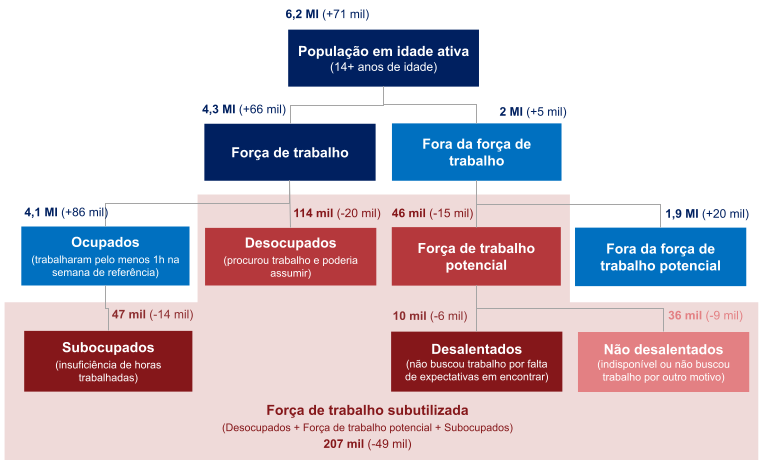 6,2 MI (+71 mil)
População em idade ativa
(14+ anos de idade)
4,3 MI (+66 mil)
2 MI (+5 mil)
Força de trabalho
Fora da força de
trabalho
4,1 MI (+86 mil)
114 mil (-20 mil)
46 mil (-15 mil)
1,9 MI (+20 mil)
Ocupados
(trabalharam pelo menos 1h na
semana de referência)
Desocupados
(procurou trabalho e poderia
assumir)
Força de trabalho
potencial
Fora da força de
trabalho potencial
47 mil (-14 mil)
10 mil (-6 mil)
36 mil (-9 mil)
Subocupados
(insuficiência de horas
trabalhadas)
Desalentados
(não buscou trabalho por falta
de expectativas em encontrar)
Não desalentados
(indisponível ou não buscou
trabalho por outro motivo)
Força de trabalho subutilizada
(Desocupados + Força de trabalho potencial + Subocupados)
207 mil (-49 mil)